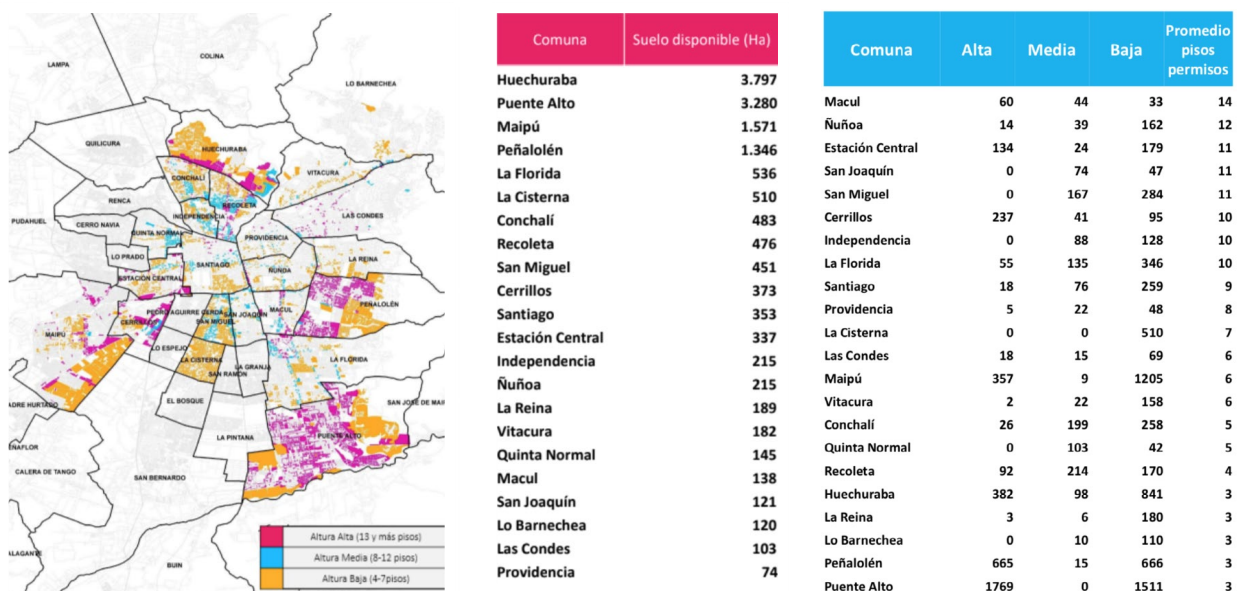 COLINA
LAMPA
LO BARNECHEA
QUILICURA
HUECHURABA
CONCHALÍ
VITACURA
RENCA
RECOLETA
INDEPENDENCIA
LAS CONDES
PUDAHUEL
CERRO NAVIA
QUINTA NORMAL
PROVIDENCIA
LO PRADO
SANTIAGO
LA REINA
ÑUÑOA
ESTACIÓN CENTRAL
PEÑALOLÉN
PEDRO AGUIRRE CERDA
SAN JOAQUÍN
MACUL
CERRILLOS
SAN MIGUEL
MAIPÚ
LO ESPEJO
LA CISTERNA
LA FLORIDA
LA GRANJA
SAN RAMÓN
EL BOSQUE
ADRE HURTADO
SAN JOSÉ DE MAI
LA PINTANA
PUENTE ALTO
EÑAFLOR
CALERA DE TANGO
SAN BERNARDO
ALAGANTE
BUIN
Altura Alta (13 y más pisos)
Altura Media (8-12 pisos)
Altura Baja (4-7pisos)
Comuna Suelo disponible (Ha)
Huechuraba 3.797
Puente Alto 3.280
Maipú 1.571
Peñalolén 1.346
La Florida 536
La Cisterna 510
Conchalí 483
Recoleta 476
San Miguel 451
Cerrillos 373
Santiago 353
Estación Central 337
Independencia 215
Ñuñoa 215
La Reina 189
Vitacura 182
Quinta Normal 145
Macul 138
San Joaquín 121
Lo Barnechea 120
Las Condes 103
Providencia 74
Comuna Alta Media Baja Promedio
pisos
permisos
Macul 60 44 33 14
Ñuñoa 14 39 162 12
Estación Central 134 24 179 11
San Joaquín 0 74 47 11
San Miguel 0 167 284 11
Cerrillos 237 41 95 10
Independencia 0 88 128 10
La Florida 55 135 346 10
Santiago 18 76 259 9
Providencia 5 22 48 8
La Cisterna 0 0 510 7
Las Condes 18 15 69 6
Maipú 357 9 1205 6
Vitacura 2 22 158 6
Conchalí 26 199 258 5
Quinta Normal 0 103 42 5
Recoleta 92 214 170 4
Huechuraba 382 98 841 3
La Reina 3 6 180 3
Lo Barnechea 0 10 110 3
Peñalolén 665 15 666 3
Puente Alto 1769 0 1511 3